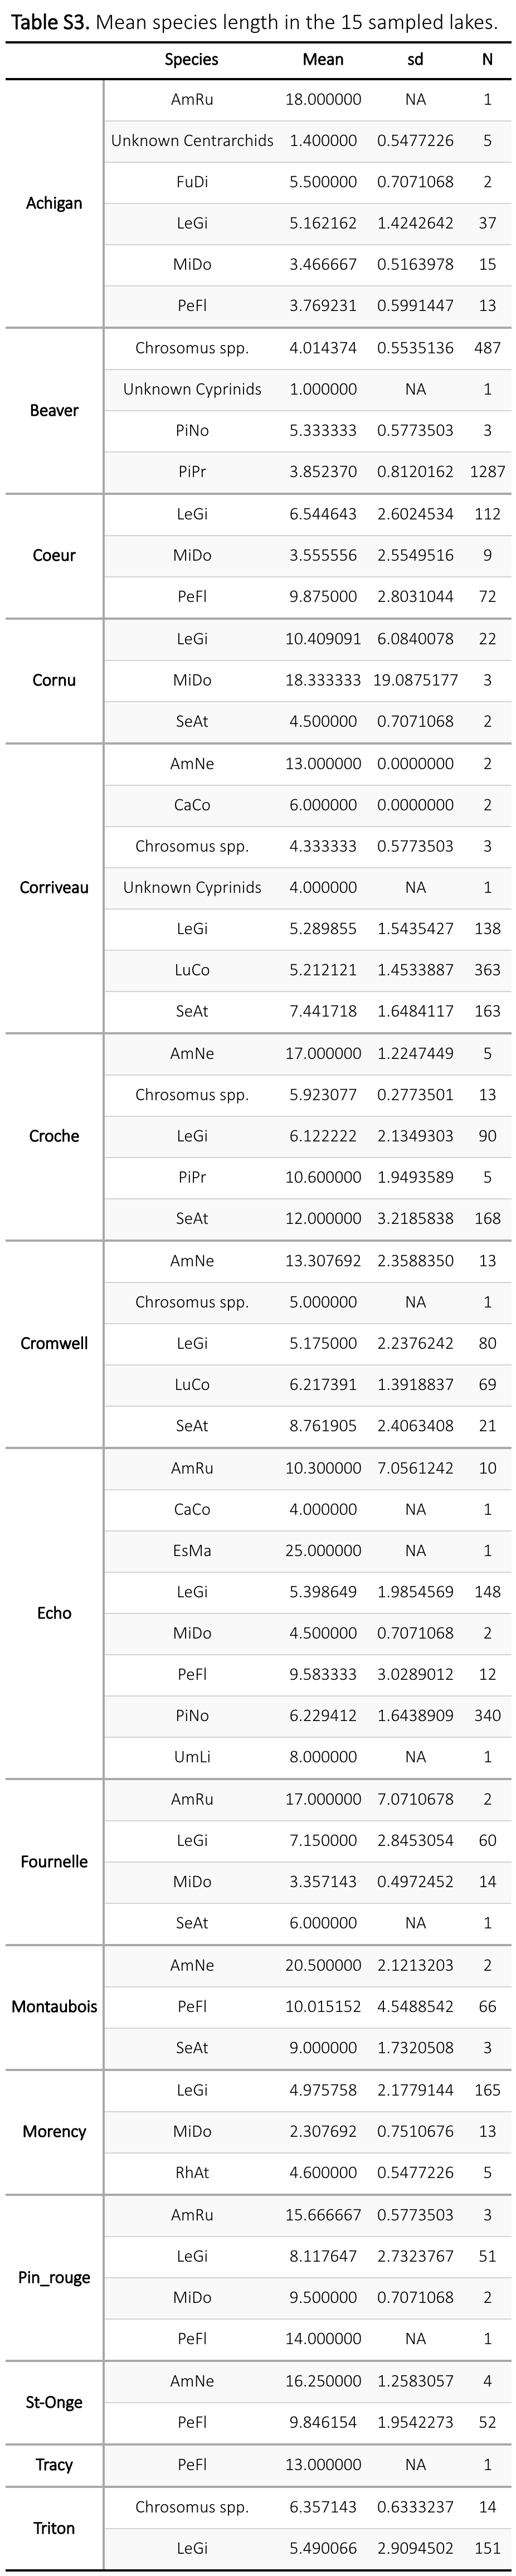 Table S3. Mean species length in the 15 sampled lakes.
Species Mean sd N
Achigan
AmRu 18.000000 NA 1
Unknown Centrarchids 1.400000 0.5477226 5
FuDi 5.500000 0.7071068 2
LeGi 5.162162 1.4242642 37
MiDo 3.466667 0.5163978 15
PeFl 3.769231 0.5991447 13
Beaver
Chrosomus spp. 4.014374 0.5535136 487
Unknown Cyprinids 1.000000 NA 1
PiNo 5.333333 0.5773503 3
PiPr 3.852370 0.8120162 1287
Coeur
LeGi 6.544643 2.6024534 112
MiDo 3.555556 2.5549516 9
PeFl 9.875000 2.8031044 72
Cornu
LeGi 10.409091 6.0840078 22
MiDo 18.333333 19.0875177 3
SeAt 4.500000 0.7071068 2
Corriveau
AmNe 13.000000 0.0000000 2
CaCo 6.000000 0.0000000 2
Chrosomus spp. 4.333333 0.5773503 3
Unknown Cyprinids 4.000000 NA 1
LeGi 5.289855 1.5435427 138
LuCo 5.212121 1.4533887 363
SeAt 7.441718 1.6484117 163
Croche
AmNe 17.000000 1.2247449 5
Chrosomus spp. 5.923077 0.2773501 13
LeGi 6.122222 2.1349303 90
PiPr 10.600000 1.9493589 5
SeAt 12.000000 3.2185838 168
Cromwell
AmNe 13.307692 2.3588350 13
Chrosomus spp. 5.000000 NA 1
LeGi 5.175000 2.2376242 80
LuCo 6.217391 1.3918837 69
SeAt 8.761905 2.4063408 21
Echo
AmRu 10.300000 7.0561242 10
CaCo 4.000000 NA 1
EsMa 25.000000 NA 1
LeGi 5.398649 1.9854569 148
MiDo 4.500000 0.7071068 2
PeFl 9.583333 3.0289012 12
PiNo 6.229412 1.6438909 340
UmLi 8.000000 NA 1
Fournelle
AmRu 17.000000 7.0710678 2
LeGi 7.150000 2.8453054 60
MiDo 3.357143 0.4972452 14
SeAt 6.000000 NA 1
Montaubois
AmNe 20.500000 2.1213203 2
PeFl 10.015152 4.5488542 66
SeAt 9.000000 1.7320508 3
Morency
LeGi 4.975758 2.1779144 165
MiDo 2.307692 0.7510676 13
RhAt 4.600000 0.5477226 5
Pin_rouge
AmRu 15.666667 0.5773503 3
LeGi 8.117647 2.7323767 51
MiDo 9.500000 0.7071068 2
PeFl 14.000000 NA 1
St-Onge
AmNe 16.250000 1.2583057 4
PeFl 9.846154 1.9542273 52
Tracy
PeFl 13.000000 NA 1
Triton
Chrosomus spp. 6.357143 0.6333237 14
LeGi 5.490066 2.9094502 151